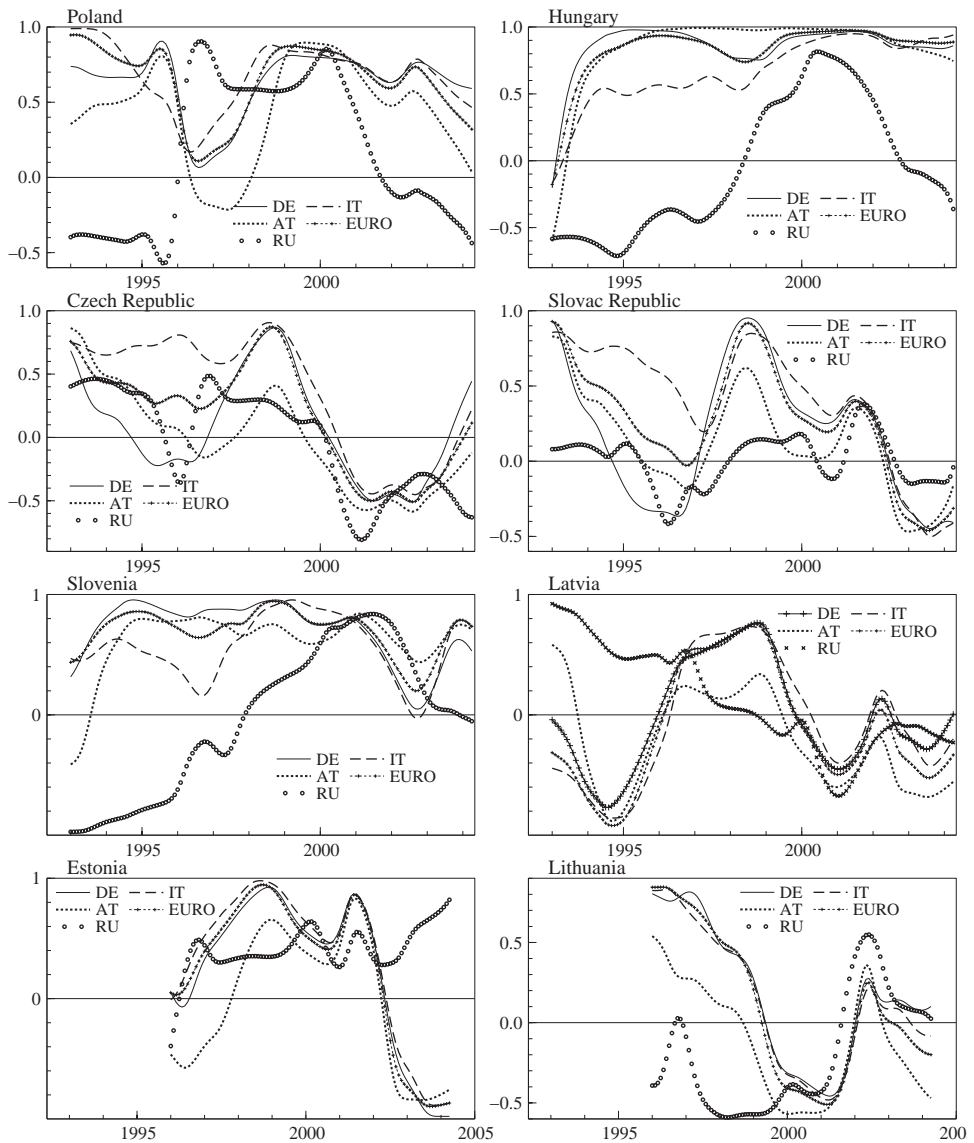 Poland
1.0
0.5
0.0
−0.5
DE IT
AT EURO
RU
1995 2000
Hungary
1.0
0.5
0.0
−0.5
DE IT
AT EURO
RU
1995 2000
Czech Republic
1.0
0.5
0.0
−0.5
DE IT
AT EURO
RU
1995 2000
Slovac Republic
1.0
0.5
0.0
−0.5
DE IT
AT EURO
RU
1995 2000
Slovenia
1
0
DE IT
AT EURO
RU
1995 2000
Latvia
1
0
DE IT
AT EURO
RU
1995 2000
Estonia
1
0
DE IT
AT EURO
RU
1995 2000 2005
Lithuania
0.5
0.0
−0.5
DE IT
AT EURO
RU
1995 2000 200